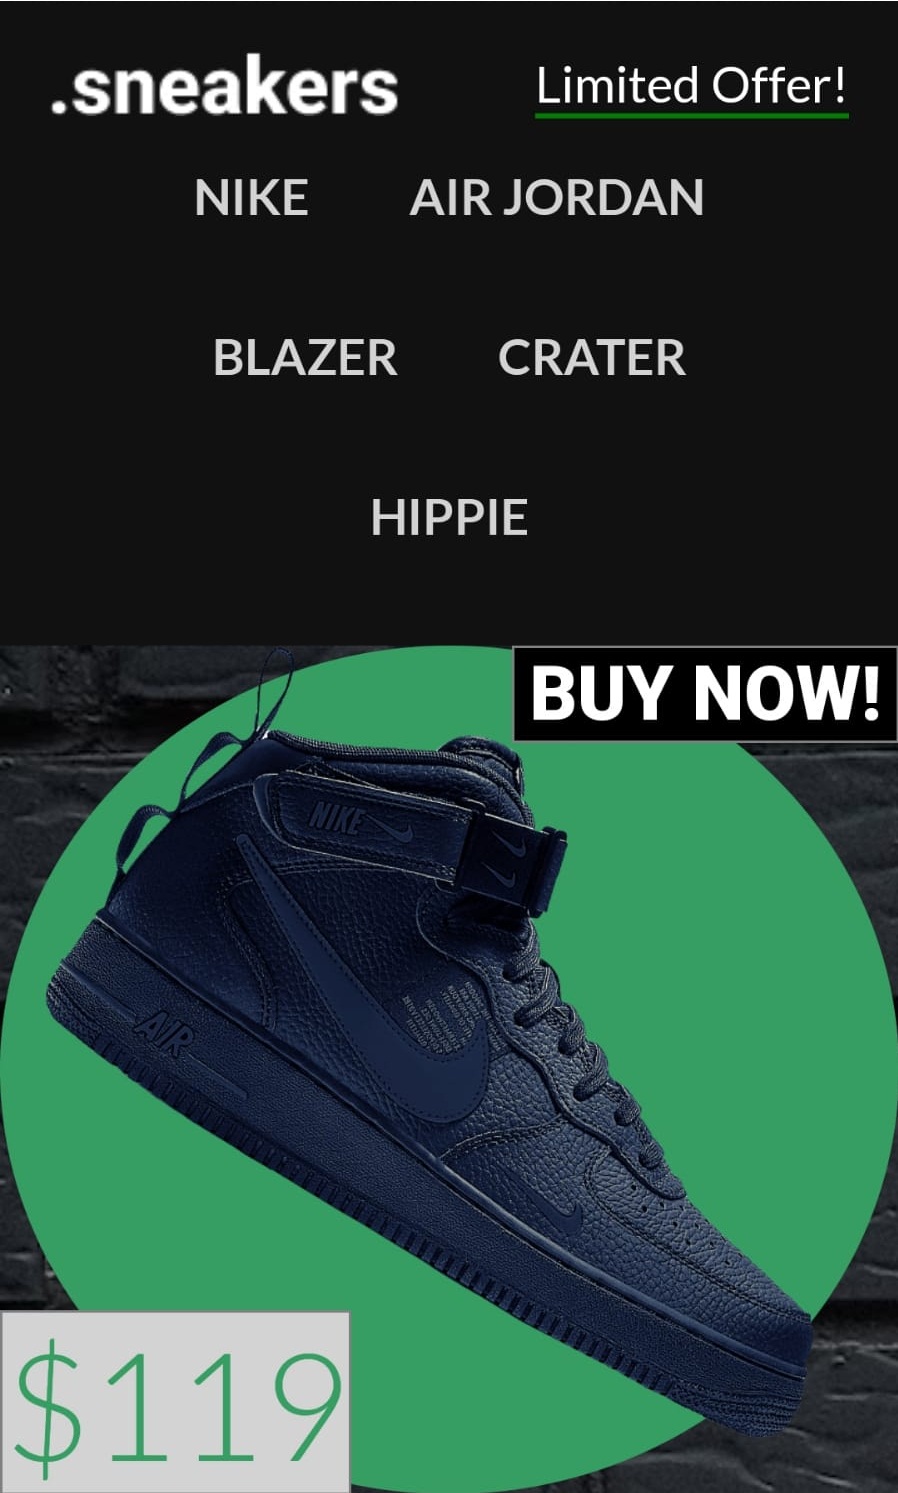 .sneakers
Limited Offer!
NIKE AIR JORDAN
BLAZER CRATER
HIPPIE
BUY NOW!
NIKE
AIR
$119